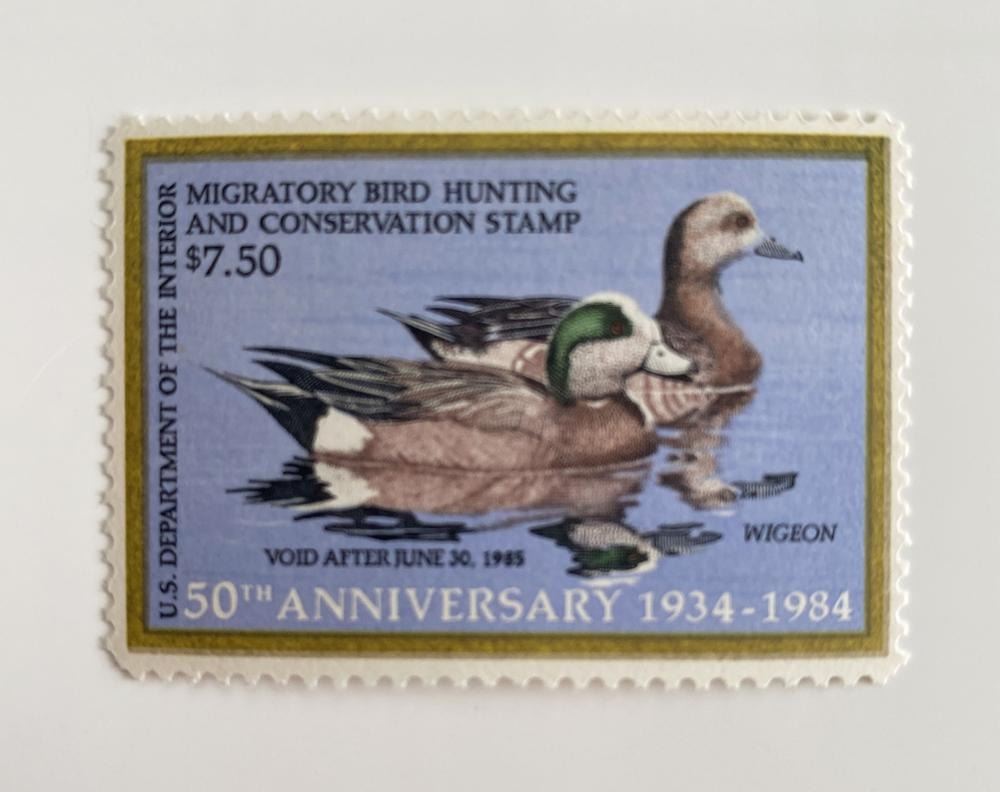 MIGRATORY BIRD HUNTING
AND CONSERVATION STAMP
$7.50
U.S. DEPARTMENT OF THE INTERIOR
WIGEON
VOID AFTER JUNE 30, 1985
50TH ANNIVERSARY 1934-1984